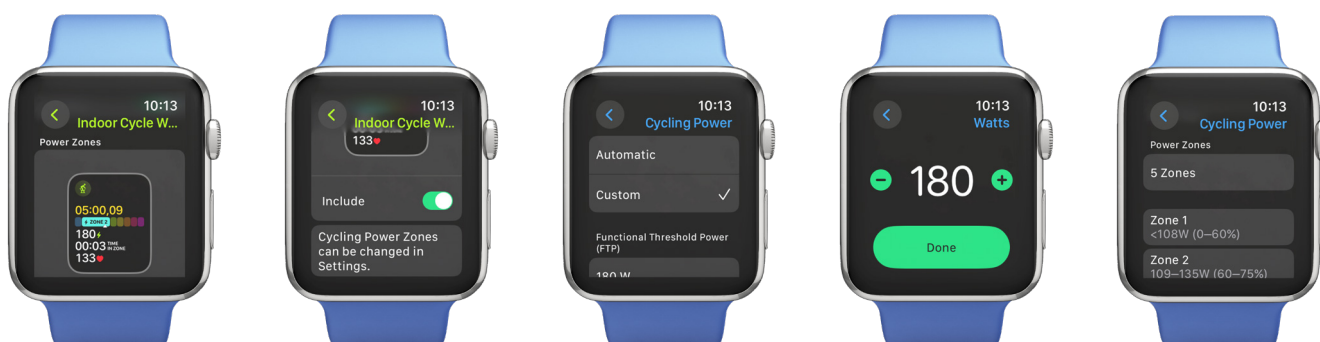 10:13
Indoor Cycle W...
Power Zones
05:00,09
ZONE 2
180
00:03 TIME IN ZONE
133
10:13
Indoor Cycle W...
133
Include
Cycling Power Zones
can be changed in
Settings.
10:13
Cycling Power
Automatic
Custom
Functional Threshold Power
(FTP)
180 W
10:13
Watts
180
Done
10:13
Cycling Power
Power Zones
5 Zones
Zone 1
<108W (0–60%)
Zone 2
109–135W (60–75%)